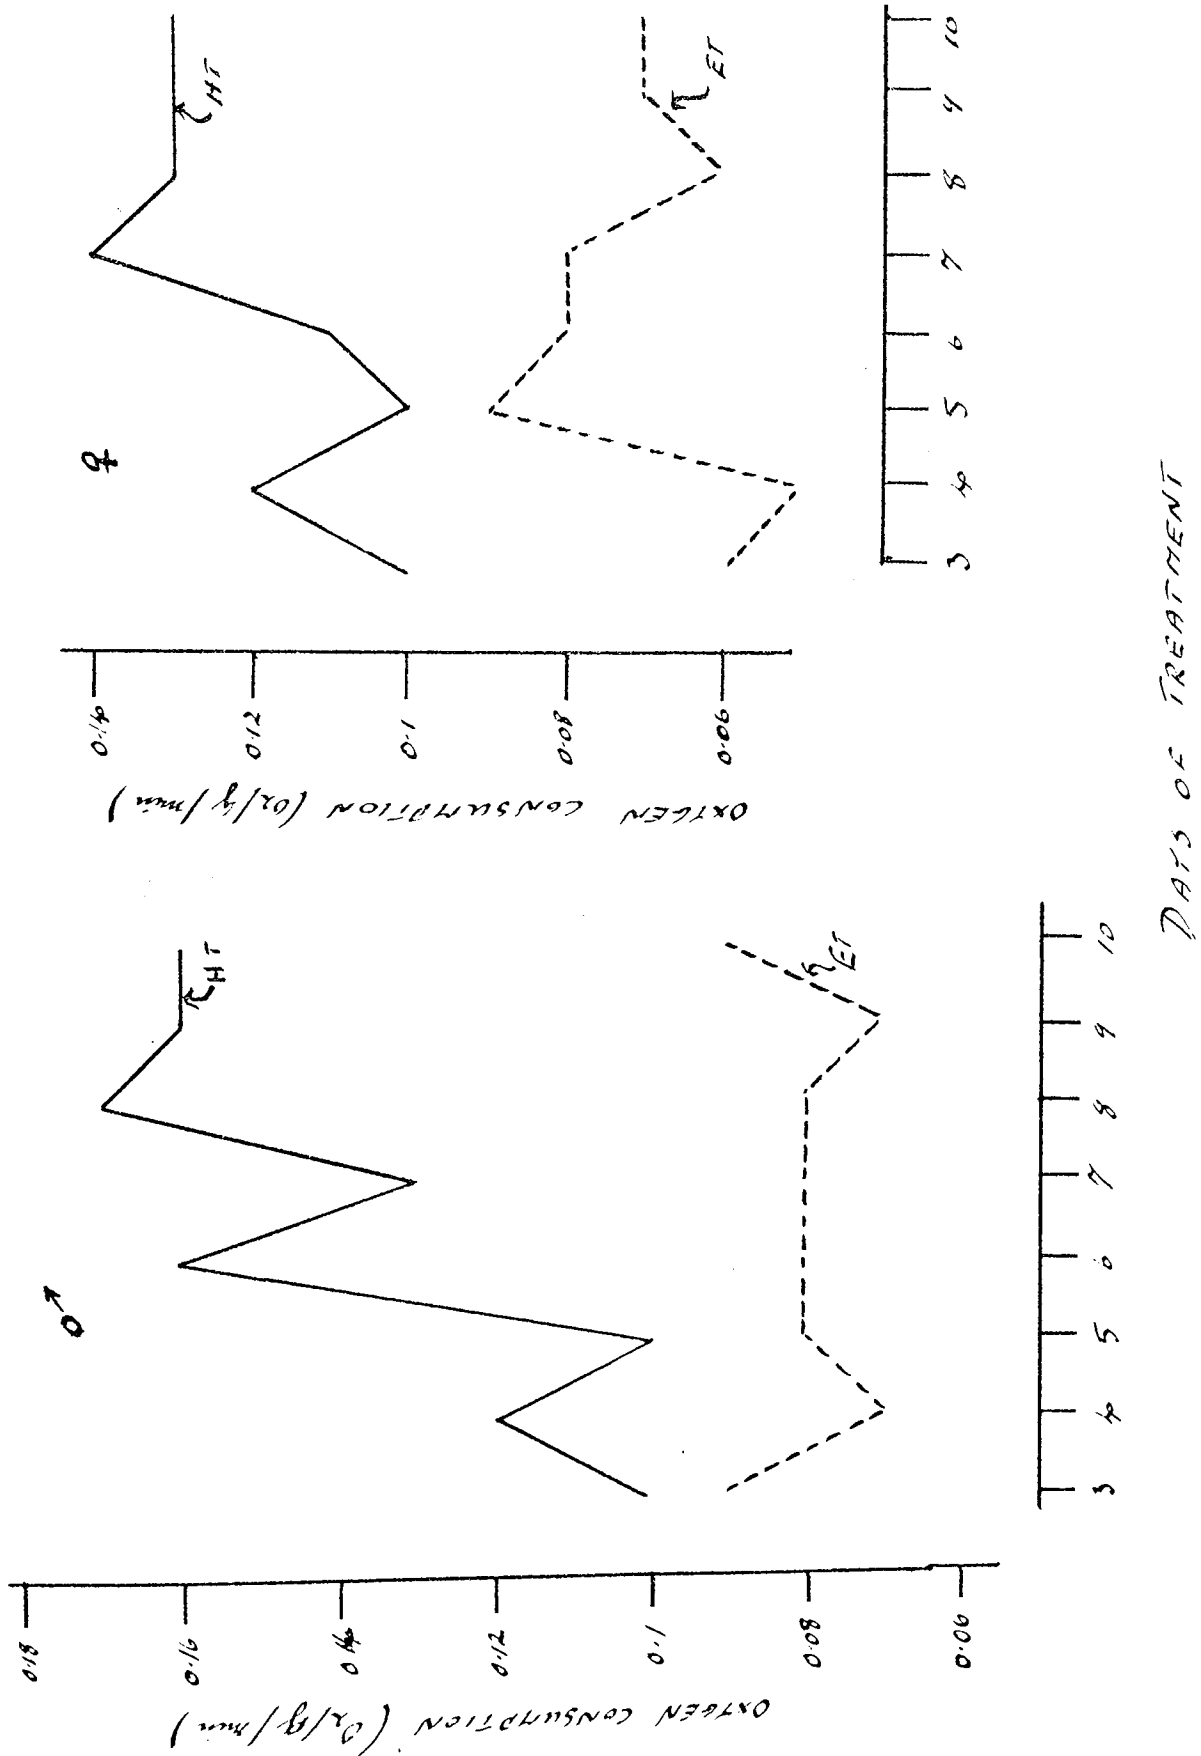 ♂
OXYGEN CONSUMPTION (O2/g/min)
0.18
0.16
0.14
0.12
0.1
0.08
0.06
HT
ET
3 4 5 6 7 8 9 10
♀
OXYGEN CONSUMPTION (O2/g/min)
0.14
0.12
0.1
0.08
0.06
HT
ET
3 4 5 6 7 8 9 10
DAYS OF TREATMENT